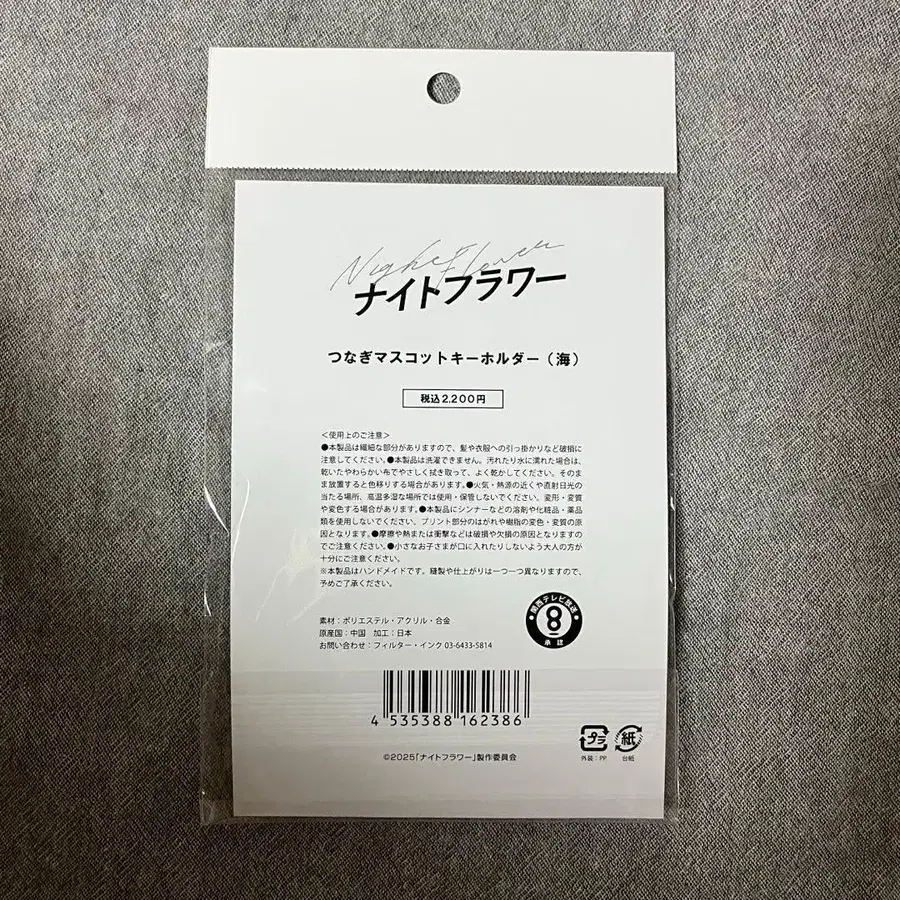 Night Flower
ナイトフラワー
つなぎマスコットキーホルダー（海）
税込2,200円
＜使用上のご注意＞
●本製品は繊細な部分がありますので、髪や衣服への引っ掛かりなど破損に
注意してください。●本製品は洗濯できません。汚れたり水に濡れた場合は、
乾いたやわらかい布でやさしく拭き取って、よく乾かしてください。そのまま
まま放置すると色移りする場合があります。●火気・熱源の近くや直射日光の
当たる場所、高温多湿な場所では使用・保管しないでください。変形・変質
や変色する場合があります。●本製品にシンナーなどの溶剤や化粧品・薬品
類を使用しないでください。プリント部分のはがれや樹脂の変色・変質の原
因となります。●摩擦や熱または衝撃などは破損や欠損の原因となりますの
でご注意ください。●小さなお子さまが口に入れたりしないよう大人の方が
十分にご注意ください。
※本製品はハンドメイドです。縫製や仕上がりは一つ一つ異なりますので、
予めご了承ください。
関西テレビ放送
8
承認
素材：ポリエステル・アクリル・合金
原産国：中国　加工：日本
お問い合わせ：フィルター・インク 03-6433-5814
4 535388 162386
プラ
紙
外装：PP
台紙
©2025「ナイトフラワー」製作委員会